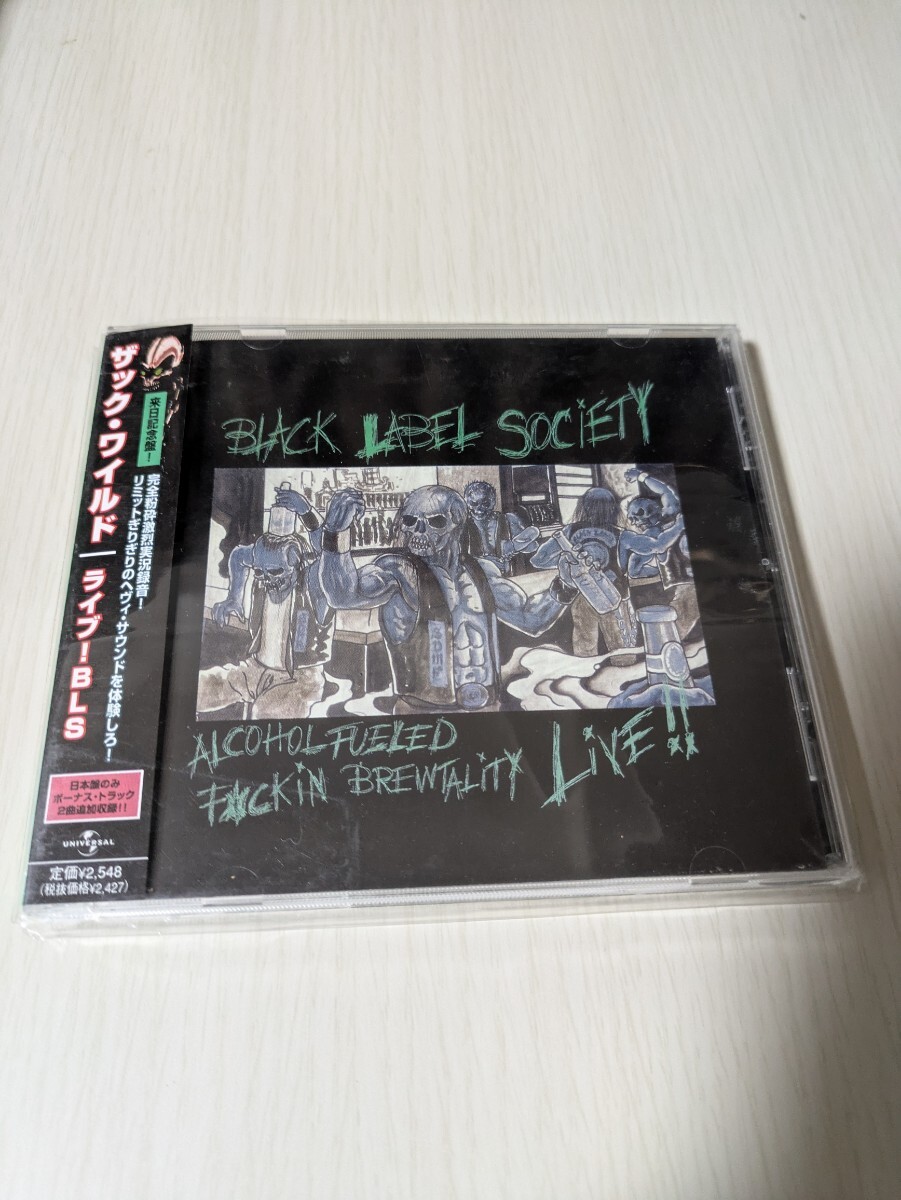 来日記念盤!
完全粉砕激烈実況録音!
リミットぎりぎりのヘヴィ・サウンドを体験しろ!
ザック・ワイルド|ライブ!BLS
日本盤のみ
ボーナス・トラック
2曲追加収録!!
UNIVERSAL
定価¥2,548
(税抜価格¥2,427)
BLACK LABEL SOCiETY
ALCOHOL FUELED
F*CKiN BREWTALiTY LiVE!!